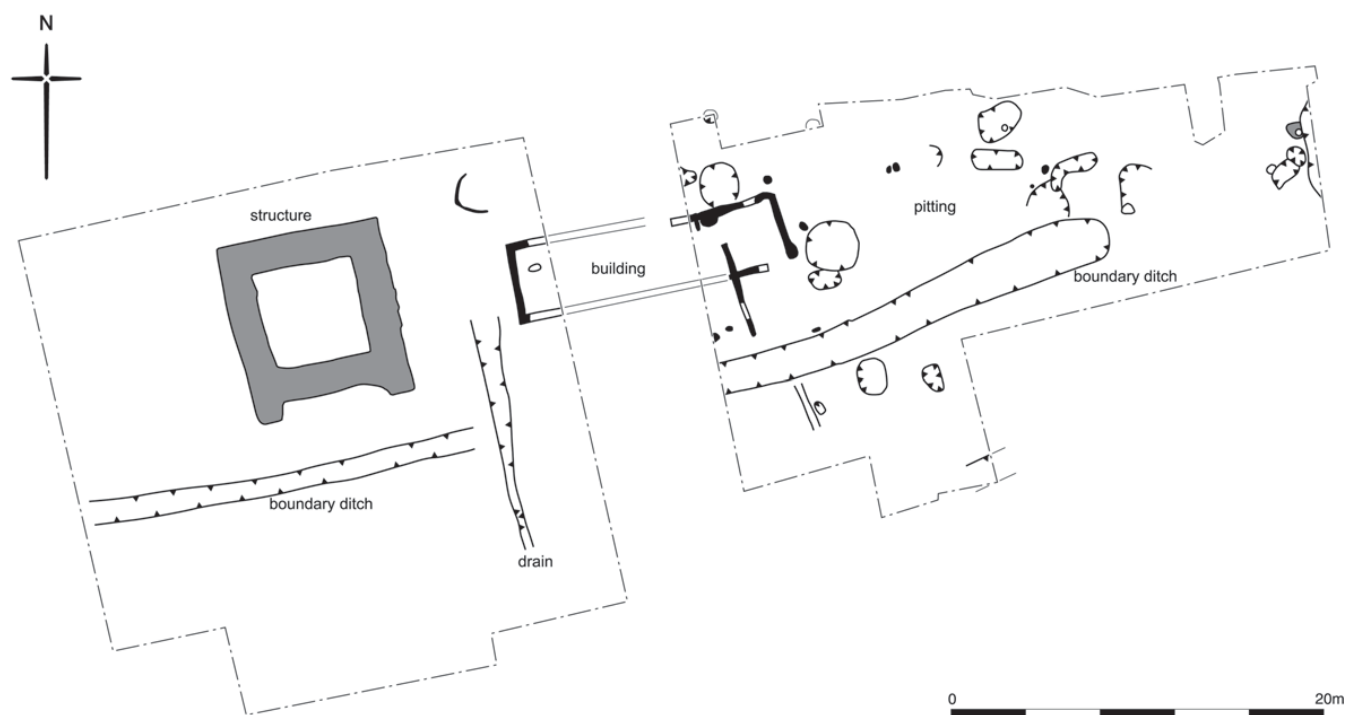 N
structure
building
pitting
boundary ditch
boundary ditch
drain
0
20m